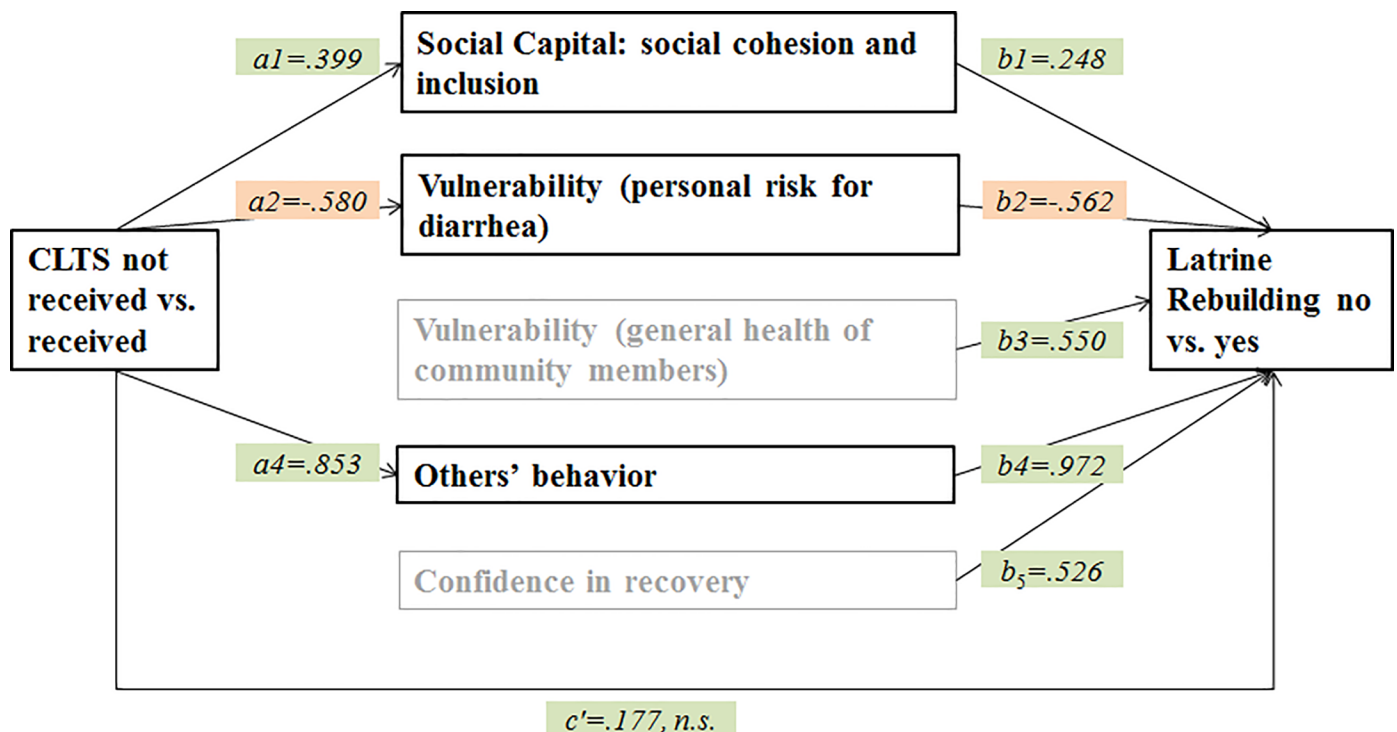 a1=.399
Social Capital: social cohesion and
inclusion
b1=.248
a2=-.580
Vulnerability (personal risk for
diarrhea)
b2=-.562
CLTS not
received vs.
received
Latrine
Rebuilding no
vs. yes
Vulnerability (general health of
community members)
b3=.550
a4=.853
Others’ behavior
b4=.972
Confidence in recovery
b5=.526
c'=.177, n.s.